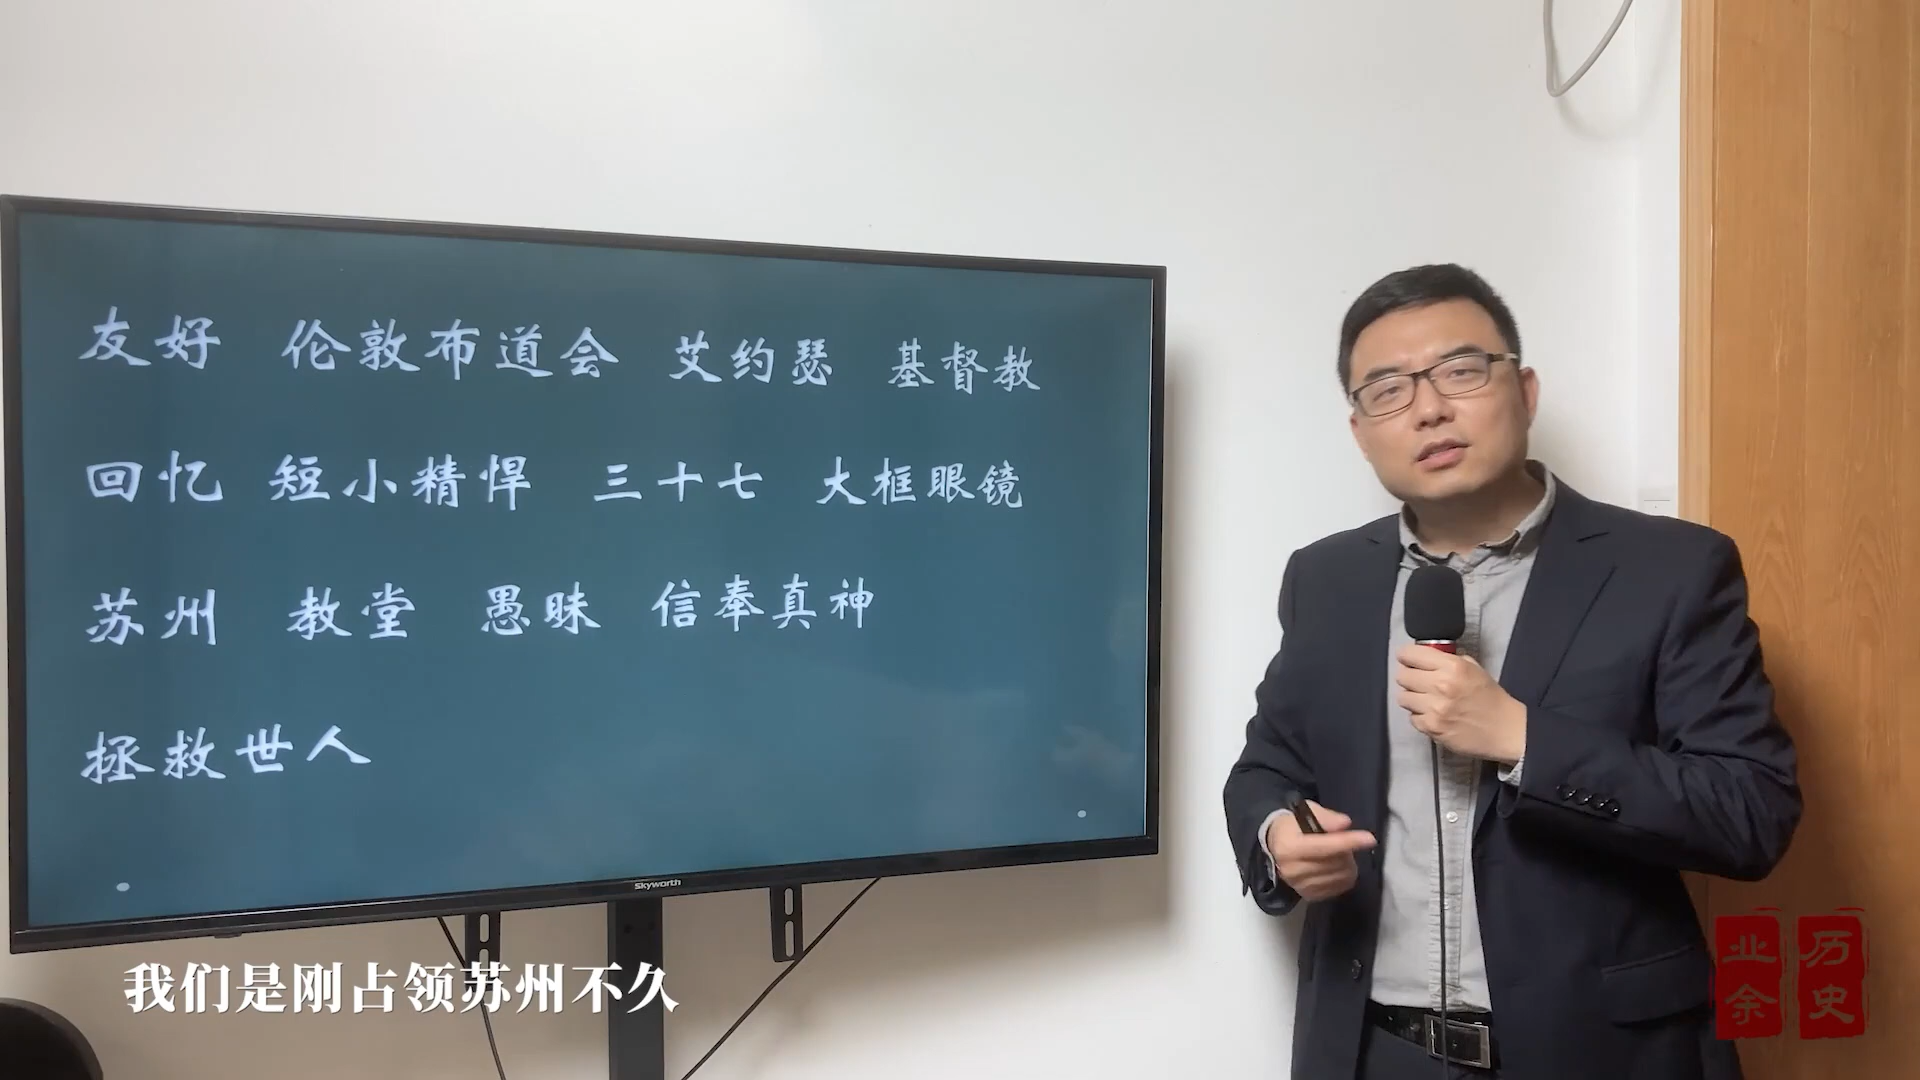 友好 伦敦布道会 艾约瑟 基督教
回忆 短小精悍 三十七 大框眼镜
苏州 教堂 愚昧 信奉真神
拯救世人
Skyworth
我们是刚占领苏州不久
业余
历史